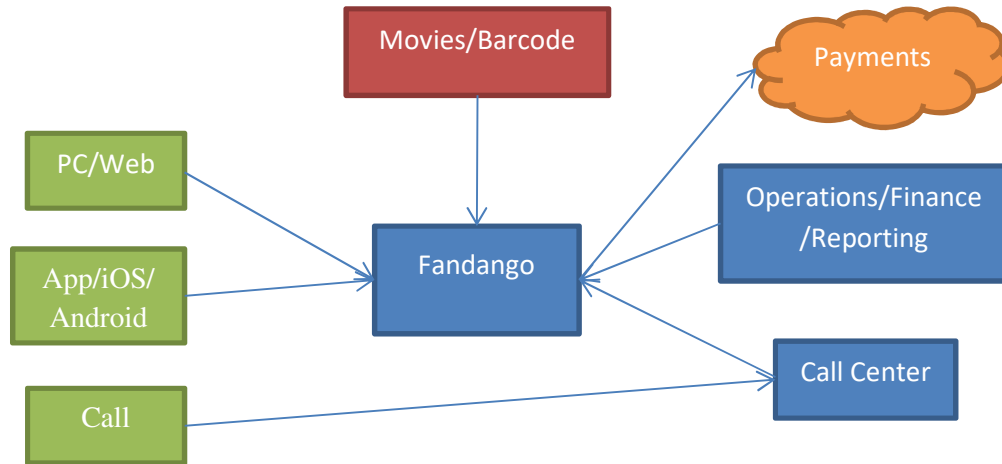 Movies/Barcode
Payments
PC/Web
Operations/Finance
/Reporting
Fandango
App/iOS/
Android
Call Center
Call